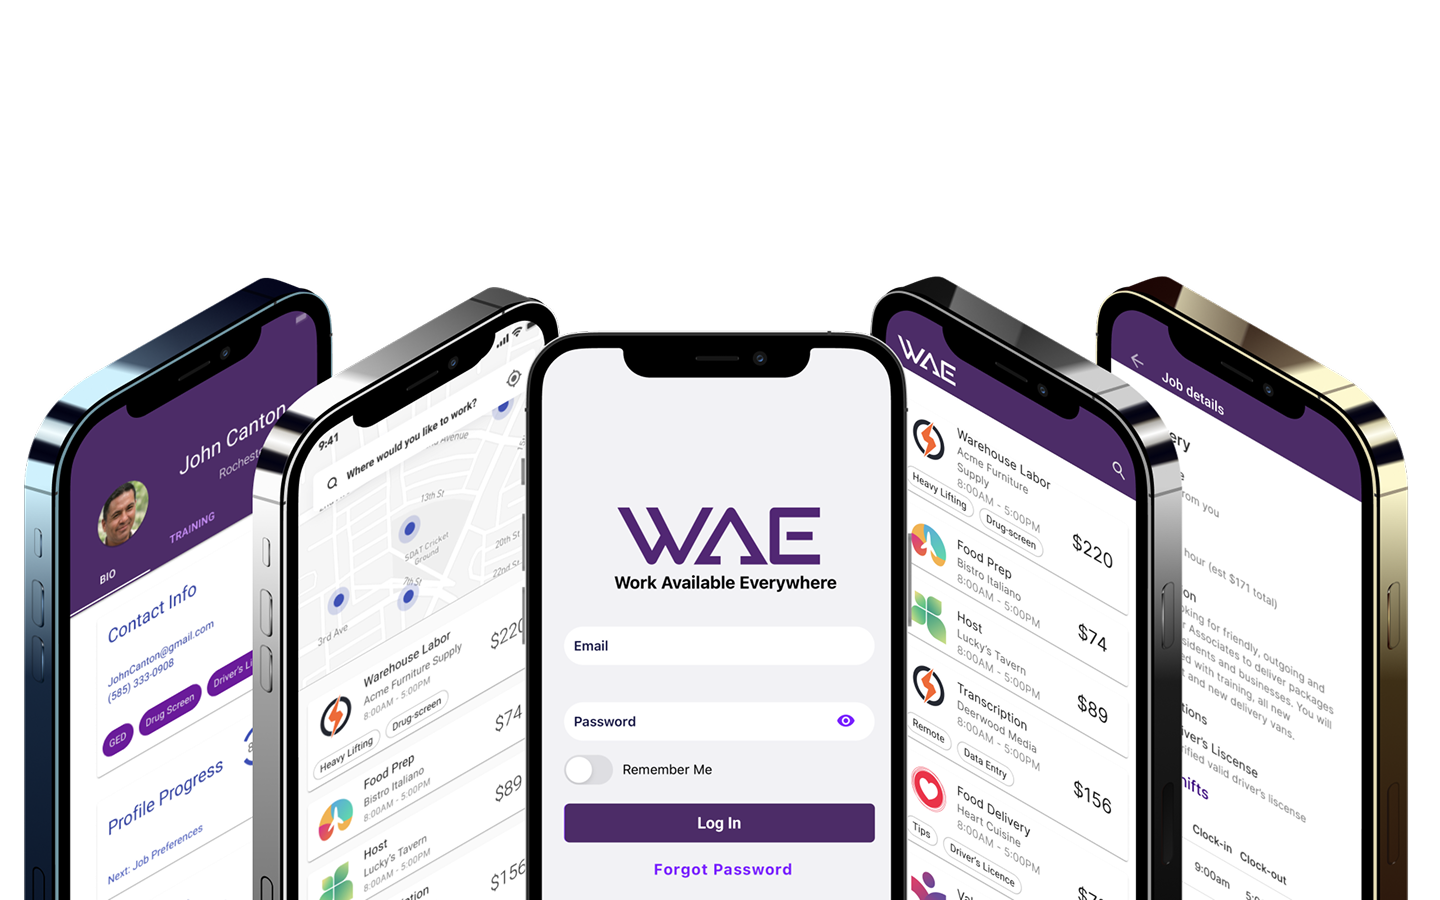 John Canton
Rochest
TRAINING
BIO
Contact Info
JohnCanton@gmail.com
(585) 333-0908
GED
Drug Screen
Driver's Li
Profile Progress
Next: Job Preferences
9:41
Where would you like to work?
Avenue
13th St
SDAT Cricket
Ground
20th St
7th St
22nd St
3rd Ave
Warehouse Labor
Acme Furniture Supply
8:00AM - 5:00PM
Heavy Lifting
Drug-screen
$220
Food Prep
Bistro Italiano
8:00AM - 5:00PM
$74
Host
Lucky's Tavern
8:00AM - 5:00PM
$89
$156
WAE
Work Available Everywhere
Email
Password
Remember Me
Log In
Forgot Password
WAE
Warehouse Labor
Acme Furniture
Supply
8:00AM - 5:00PM
Heavy Lifting
Drug-screen
$220
Food Prep
Bistro Italiano
8:00AM - 5:00PM
$74
Host
Lucky's Tavern
8:00AM - 5:00PM
$89
Transcription
Deerwood Media
8:00AM - 5:00PM
Remote
Data Entry
$156
Food Delivery
Heart Cuisine
8:00AM - 5:00PM
Tips
Driver's Licence
Job details
ery
from you
hour (est $171 total)
on
oking for friendly, outgoing and
r Associates to deliver packages
sidents and businesses. You will
ed with training, all new
t and new delivery vans.
tions
iver's Liscense
rified valid driver's liscense
hifts
Clock-in Clock-out
9:00am